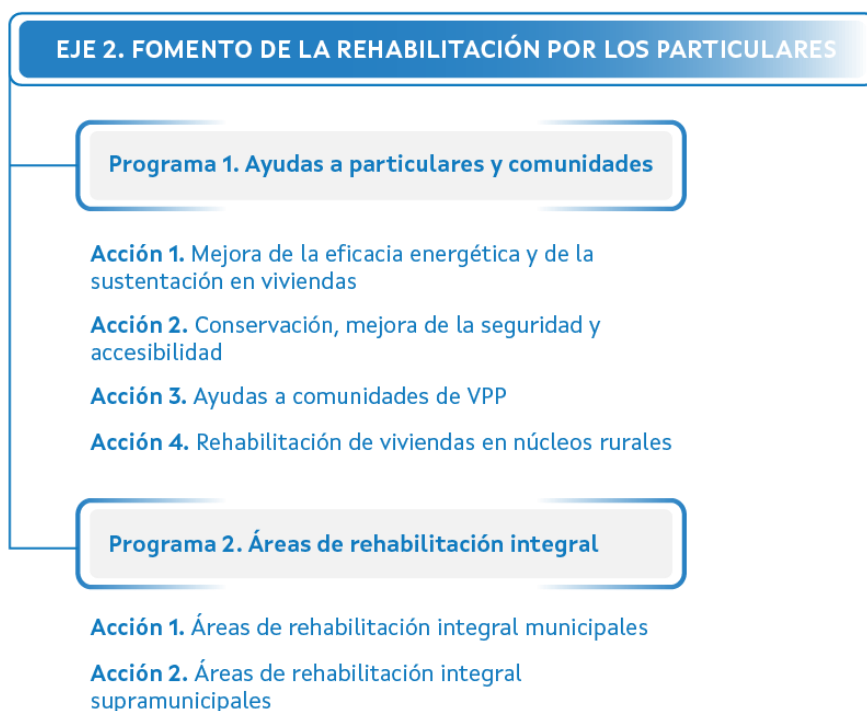 EJE 2. FOMENTO DE LA REHABILITACIÓN POR LOS PARTICULARES
Programa 1. Ayudas a particulares y comunidades
Acción 1. Mejora de la eficacia energética y de la
sustentación en viviendas
Acción 2. Conservación, mejora de la seguridad y
accesibilidad
Acción 3. Ayudas a comunidades de VPP
Acción 4. Rehabilitación de viviendas en núcleos rurales
Programa 2. Áreas de rehabilitación integral
Acción 1. Áreas de rehabilitación integral municipales
Acción 2. Áreas de rehabilitación integral
supramunicipales